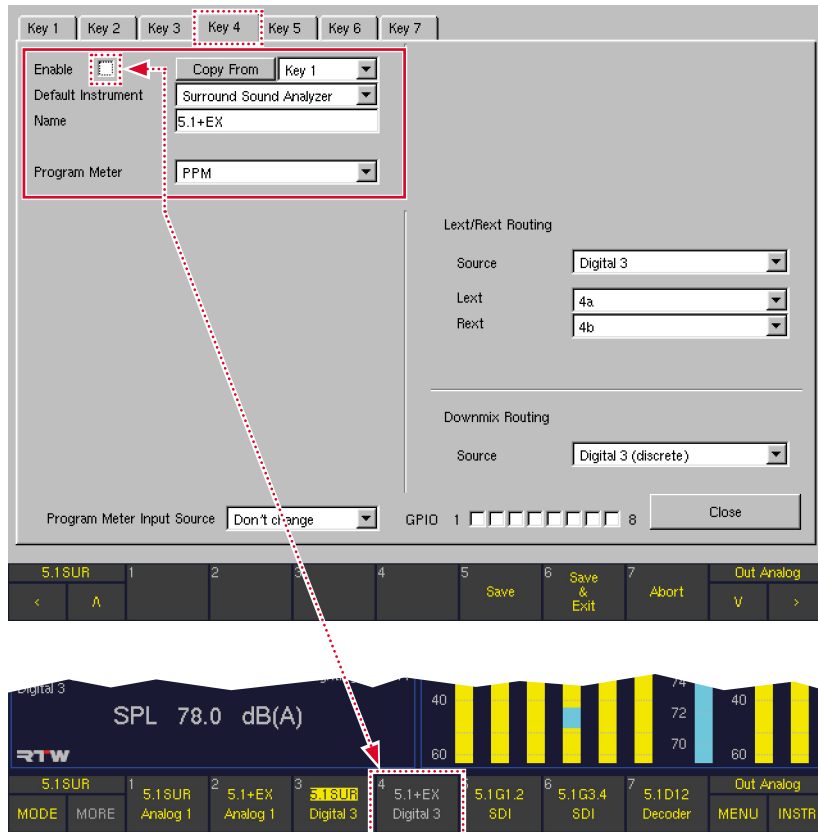 Key 1 Key 2 Key 3 Key 4 Key 5 Key 6 Key 7
Enable Copy From Key 1
Default Instrument Surround Sound Analyzer
Name 5.1+EX
Program Meter PPM
Lext/Rext Routing
Source Digital 3
Lext 4a
Rext 4b
Downmix Routing
Source Digital 3 (discrete)
Program Meter Input Source Don't change GPIO 1 8 Close
5.1SUR 1 2 3 4 5 Save 6 Save & Exit 7 Abort Out Analog
< Λ V >
Digital 3
SPL 78.0 dB(A)
RTW
40 60
74 72 70
40 60
5.1SUR 1 5.1SUR 2 5.1+EX 3 5.1SUR 4 5.1+EX 5 5.1G1.2 6 5.1G3.4 7 5.1D12 Out Analog
MODE MORE Analog 1 Analog 1 Digital 3 Digital 3 SDI SDI Decoder MENU INSTR